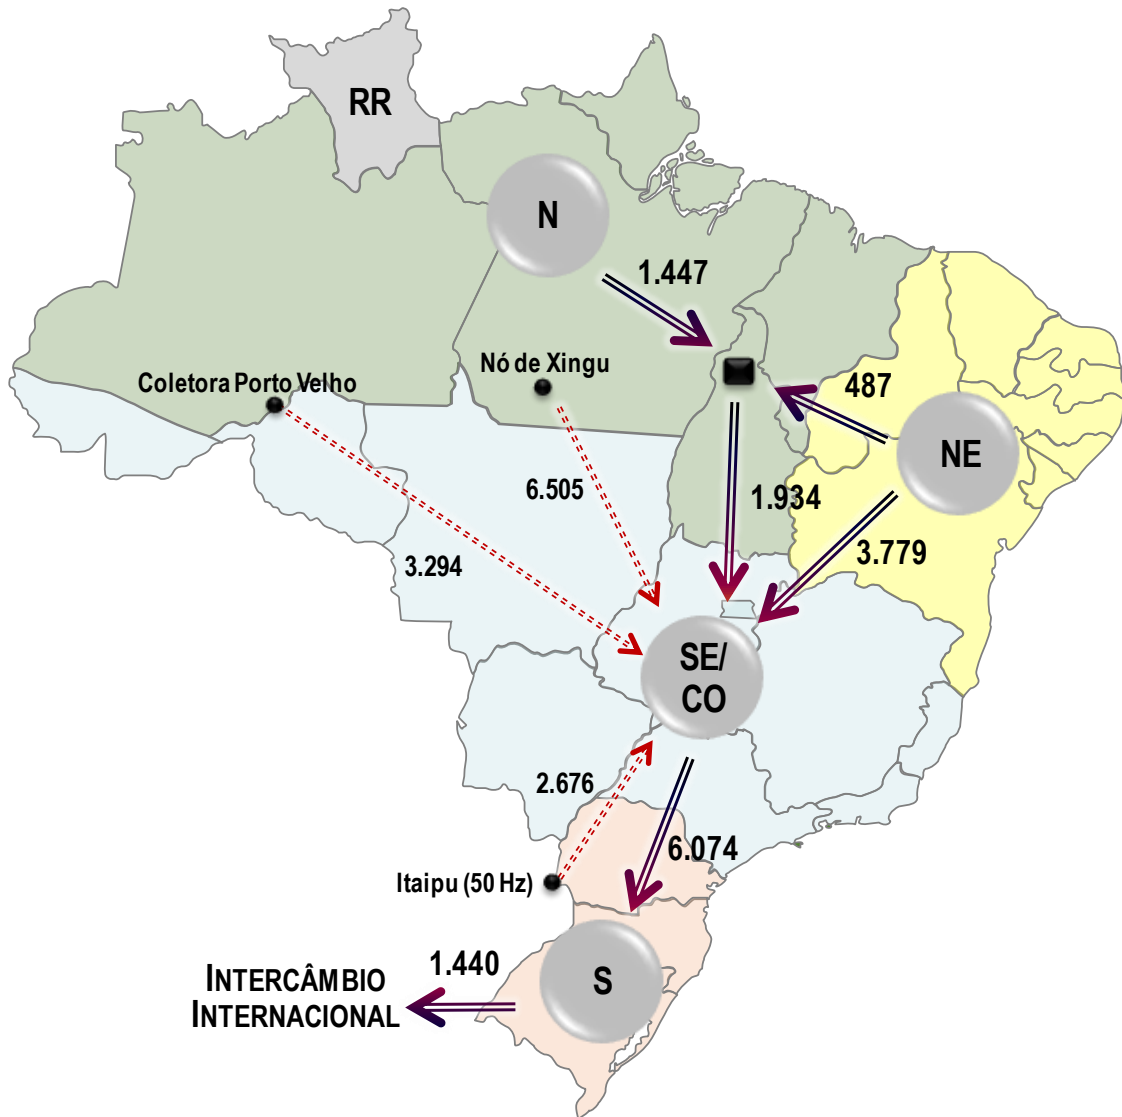 RR
N
1.447
Nó de Xingu
Coletora Porto Velho
487
NE
6.505
1.934
3.779
3.294
SE/
CO
2.676
6.074
Itaipu (50 Hz)
1.440
INTERCÂMBIO
INTERNACIONAL
S